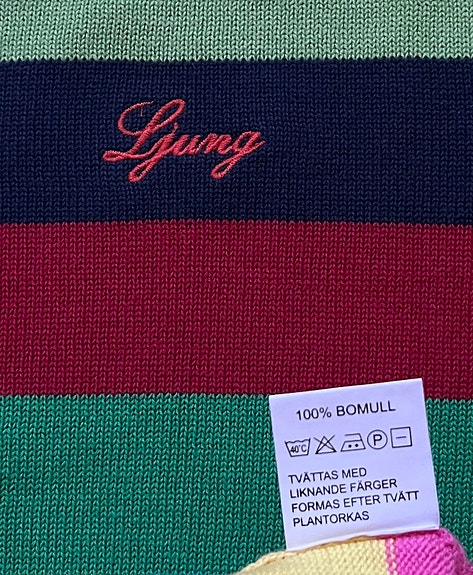 Ljung
100% BOMULL
40°C P
TVÄTTAS MED
LIKNANDE FÄRGER
FORMAS EFTER TVÄTT
PLANTORKAS